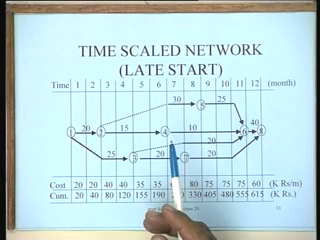 TIME SCALED NETWORK
(LATE START)
Time 1 2 3 4 5 6 7 8 9 10 11 12 (month)
30 5 25
1 20 2 15 4 10 6 40 8
20
25 3 20 7 20
Cost 20 20 40 40 35 35 35 80 75 75 75 60 (K Rs/m)
Cum. 20 40 80 120 155 190 330 405 480 555 615 (K Rs.)
11